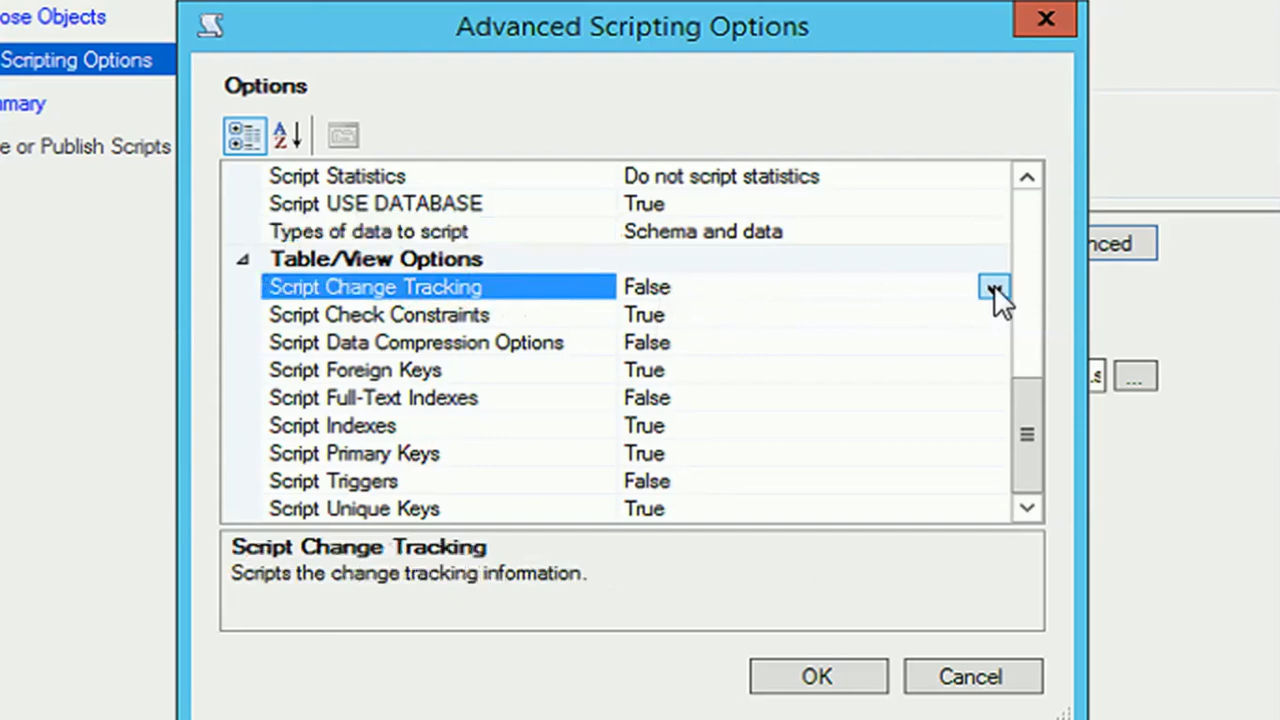 ose Objects
Scripting Options
mmary
e or Publish Scripts
Advanced Scripting Options
Options
Script Statistics Do not script statistics
Script USE DATABASE True
Types of data to script Schema and data
Table/View Options
Script Change Tracking False
Script Check Constraints True
Script Data Compression Options False
Script Foreign Keys True
Script Full-Text Indexes False
Script Indexes True
Script Primary Keys True
Script Triggers False
Script Unique Keys True
Script Change Tracking
Scripts the change tracking information.
OK Cancel
nced
.s ...